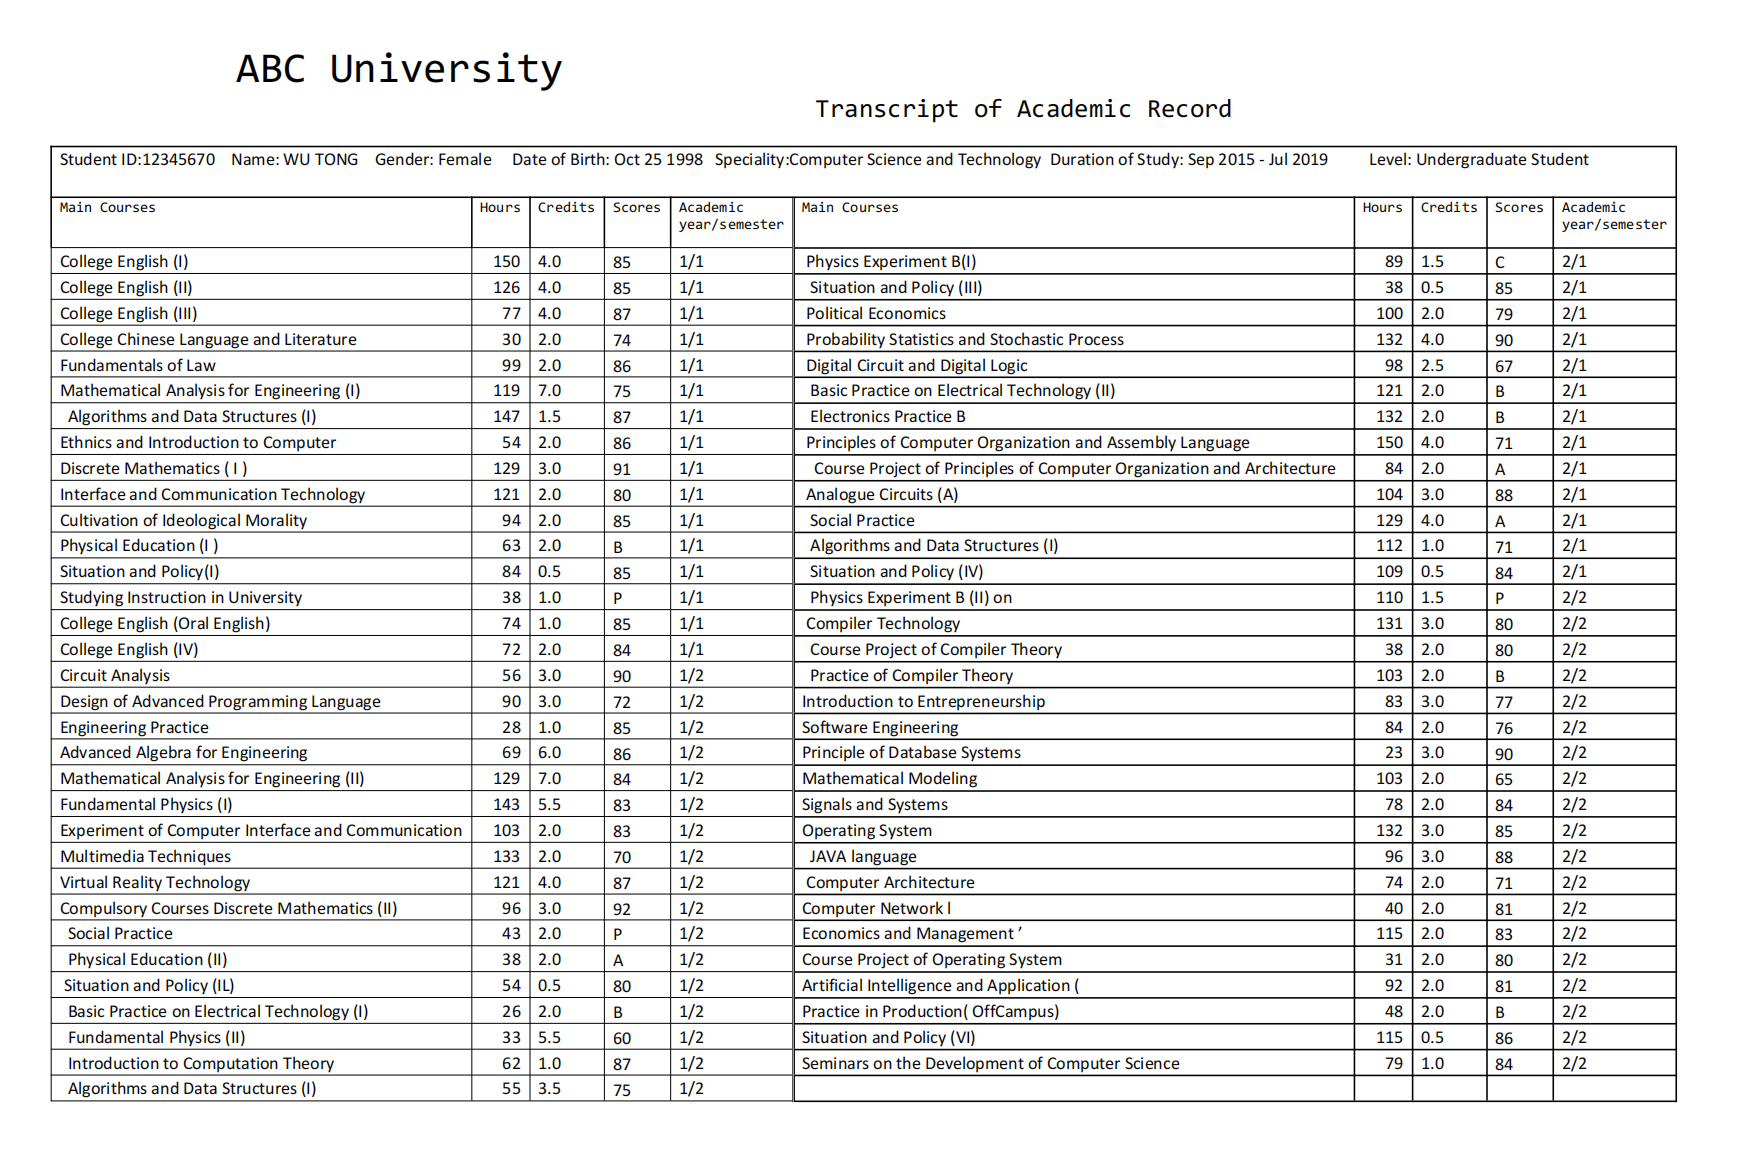 ABC University
Transcript of Academic Record
Student ID:12345670 Name: WU TONG Gender: Female Date of Birth: Oct 25 1998 Speciality:Computer Science and Technology Duration of Study: Sep 2015 - Jul 2019 Level: Undergraduate Student
Main Courses Hours Credits Scores Academic year/semester Main Courses Hours Credits Scores Academic year/semester
College English (I) 150 4.0 85 1/1 Physics Experiment B(I) 89 1.5 C 2/1
College English (II) 126 4.0 85 1/1 Situation and Policy (III) 38 0.5 85 2/1
College English (III) 77 4.0 87 1/1 Political Economics 100 2.0 79 2/1
College Chinese Language and Literature 30 2.0 74 1/1 Probability Statistics and Stochastic Process 132 4.0 90 2/1
Fundamentals of Law 99 2.0 86 1/1 Digital Circuit and Digital Logic 98 2.5 67 2/1
Mathematical Analysis for Engineering (I) 119 7.0 75 1/1 Basic Practice on Electrical Technology (II) 121 2.0 B 2/1
Algorithms and Data Structures (I) 147 1.5 87 1/1 Electronics Practice B 132 2.0 B 2/1
Ethnics and Introduction to Computer 54 2.0 86 1/1 Principles of Computer Organization and Assembly Language 150 4.0 71 2/1
Discrete Mathematics ( I ) 129 3.0 91 1/1 Course Project of Principles of Computer Organization and Architecture 84 2.0 A 2/1
Interface and Communication Technology 121 2.0 80 1/1 Analogue Circuits (A) 104 3.0 88 2/1
Cultivation of Ideological Morality 94 2.0 85 1/1 Social Practice 129 4.0 A 2/1
Physical Education (I ) 63 2.0 B 1/1 Algorithms and Data Structures (I) 112 1.0 71 2/1
Situation and Policy(I) 84 0.5 85 1/1 Situation and Policy (IV) 109 0.5 84 2/1
Studying Instruction in University 38 1.0 P 1/1 Physics Experiment B (II) on 110 1.5 P 2/2
College English (Oral English) 74 1.0 85 1/1 Compiler Technology 131 3.0 80 2/2
College English (IV) 72 2.0 84 1/1 Course Project of Compiler Theory 38 2.0 80 2/2
Circuit Analysis 56 3.0 90 1/2 Practice of Compiler Theory 103 2.0 B 2/2
Design of Advanced Programming Language 90 3.0 72 1/2 Introduction to Entrepreneurship 83 3.0 77 2/2
Engineering Practice 28 1.0 85 1/2 Software Engineering 84 2.0 76 2/2
Advanced Algebra for Engineering 69 6.0 86 1/2 Principle of Database Systems 23 3.0 90 2/2
Mathematical Analysis for Engineering (II) 129 7.0 84 1/2 Mathematical Modeling 103 2.0 65 2/2
Fundamental Physics (I) 143 5.5 83 1/2 Signals and Systems 78 2.0 84 2/2
Experiment of Computer Interface and Communication 103 2.0 83 1/2 Operating System 132 3.0 85 2/2
Multimedia Techniques 133 2.0 70 1/2 JAVA language 96 3.0 88 2/2
Virtual Reality Technology 121 4.0 87 1/2 Computer Architecture 74 2.0 71 2/2
Compulsory Courses Discrete Mathematics (II) 96 3.0 92 1/2 Computer Network l 40 2.0 81 2/2
Social Practice 43 2.0 P 1/2 Economics and Management ’ 115 2.0 83 2/2
Physical Education (II) 38 2.0 A 1/2 Course Project of Operating System 31 2.0 80 2/2
Situation and Policy (IL) 54 0.5 80 1/2 Artificial Intelligence and Application ( 92 2.0 81 2/2
Basic Practice on Electrical Technology (I) 26 2.0 B 1/2 Practice in Production( OffCampus) 48 2.0 B 2/2
Fundamental Physics (II) 33 5.5 60 1/2 Situation and Policy (VI) 115 0.5 86 2/2
Introduction to Computation Theory 62 1.0 87 1/2 Seminars on the Development of Computer Science 79 1.0 84 2/2
Algorithms and Data Structures (I) 55 3.5 75 1/2